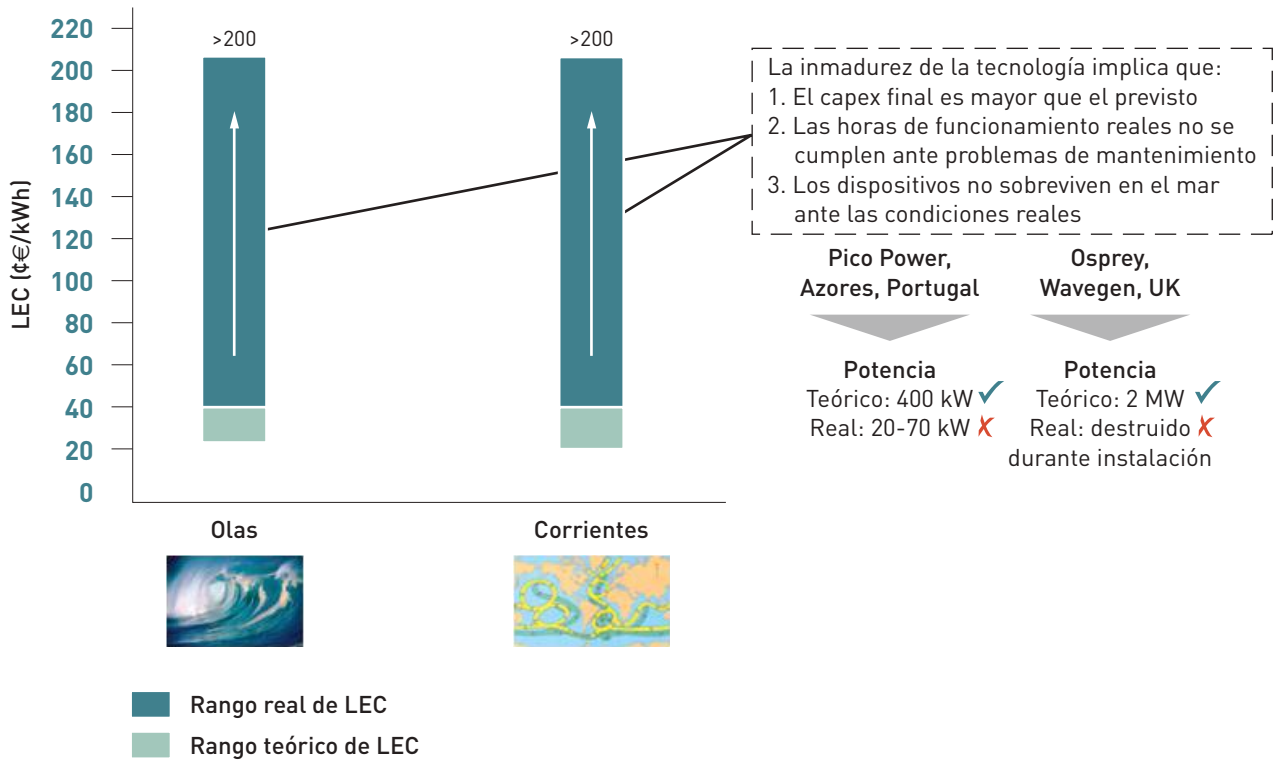 LEC (¢€/kWh)
220
200
180
160
140
120
100
80
60
40
20
0
>200
>200
La inmadurez de la tecnología implica que:
1. El capex final es mayor que el previsto
2. Las horas de funcionamiento reales no se
cumplen ante problemas de mantenimiento
3. Los dispositivos no sobreviven en el mar
ante las condiciones reales
Pico Power,
Azores, Portugal
Potencia
Teórico: 400 kW
Real: 20-70 kW
Osprey,
Wavegen, UK
Potencia
Teórico: 2 MW
Real: destruido
durante instalación
Olas
Corrientes
Rango real de LEC
Rango teórico de LEC